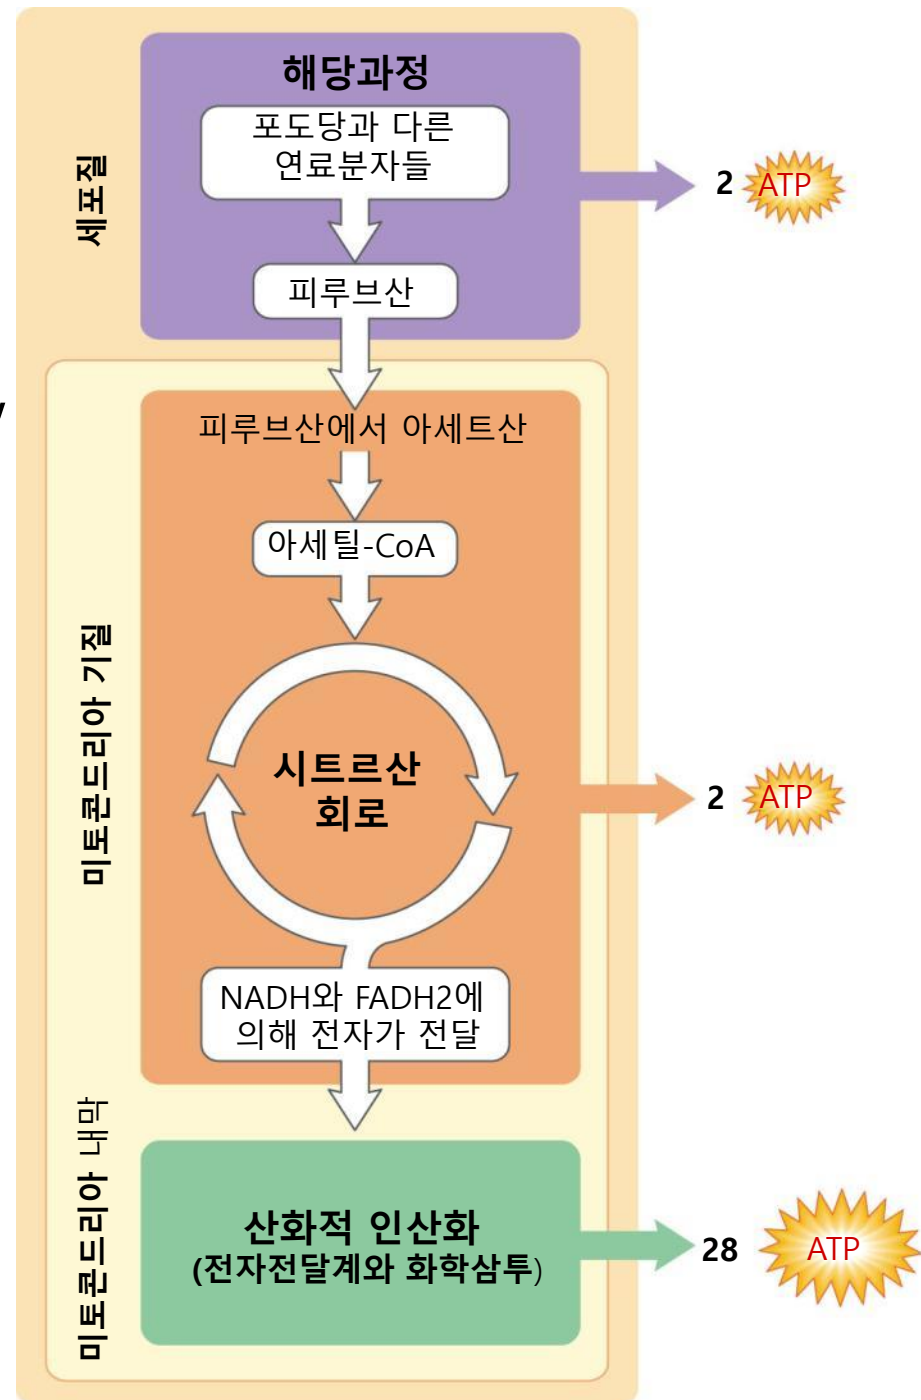 해당과정
포도당과 다른
연료분자들
세포질
2 ATP
피루브산
피루브산에서 아세트산
아세틸-CoA
미토콘드리아 기질
시트르산
회로
2 ATP
NADH와 FADH2에
의해 전자가 전달
미토콘드리아 내막
산화적 인산화
(전자전달계와 화학삼투)
28 ATP